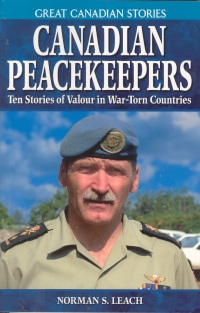 GREAT CANADIAN STORIES
CANADIAN
PEACEKEEPERS
Ten Stories of Valour in War-Torn Countries
NORMAN S. LEACH